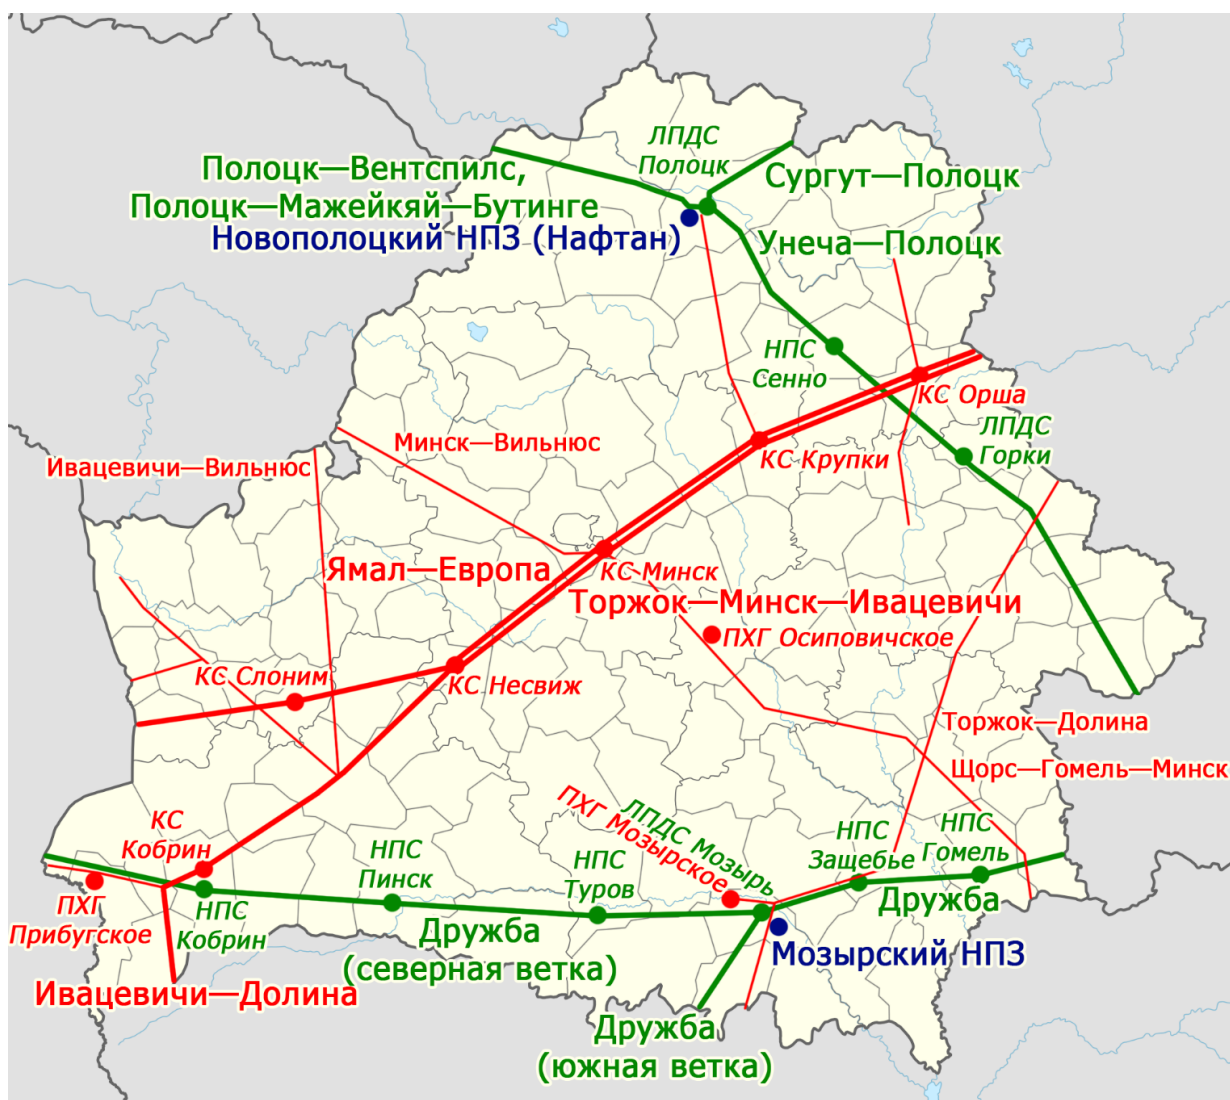 ЛПДС
Полоцк
Полоцк—Вентспилс,
Полоцк—Мажейкяй—Бутинге
Сургут—Полоцк
Новополоцкий НПЗ (Нафтан)
Унеча—Полоцк
НПС
Сенно
КС Орша
ЛПДС
Горки
Минск—Вильнюс
КС Крупки
Ивацевичи—Вильнюс
Ямал—Европа
КС Минск
Торжок—Минск—Ивацевичи
ПХГ Осиповичское
КС Слоним
КС Несвиж
Торжок—Долина
Щорс—Гомель—Минск
КС
Кобрин
НПС
Пинск
НПС
Туров
ЛПДС Мозырь
ПХГ Мозырское
НПС
Защебье
НПС
Гомель
ПХГ
Прибугское
НПС
Кобрин
Дружба
(северная ветка)
Дружба
Мозырский НПЗ
Ивацевичи—Долина
Дружба
(южная ветка)